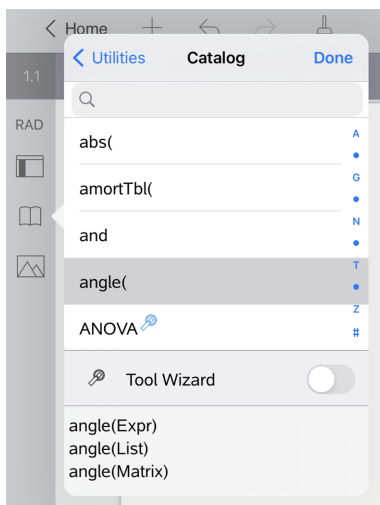 Home
Utilities Catalog Done
1.1
RAD
abs(
A
amortTbl(
G
and
N
angle(
T
ANOVA
Z
#
Tool Wizard
angle(Expr)
angle(List)
angle(Matrix)